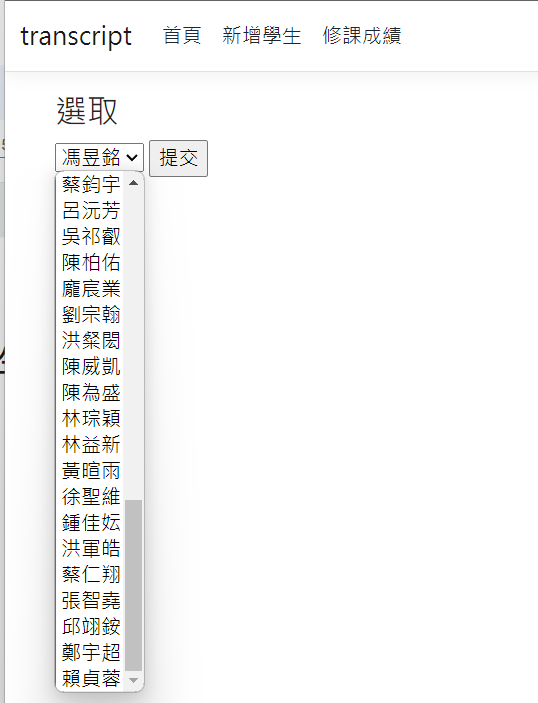 transcript 首頁 新增學生 修課成績
選取
馮昱銘 提交
蔡鈞宇
呂沅芳
吳祁叡
陳柏佑
龐宸業
劉宗翰
洪粲閎
陳威凱
陳為盛
林琮穎
林益新
黃暄雨
徐聖維
鍾佳妘
洪軍皓
蔡仁翔
張智堯
邱翊銨
鄭宇超
賴貞蓉